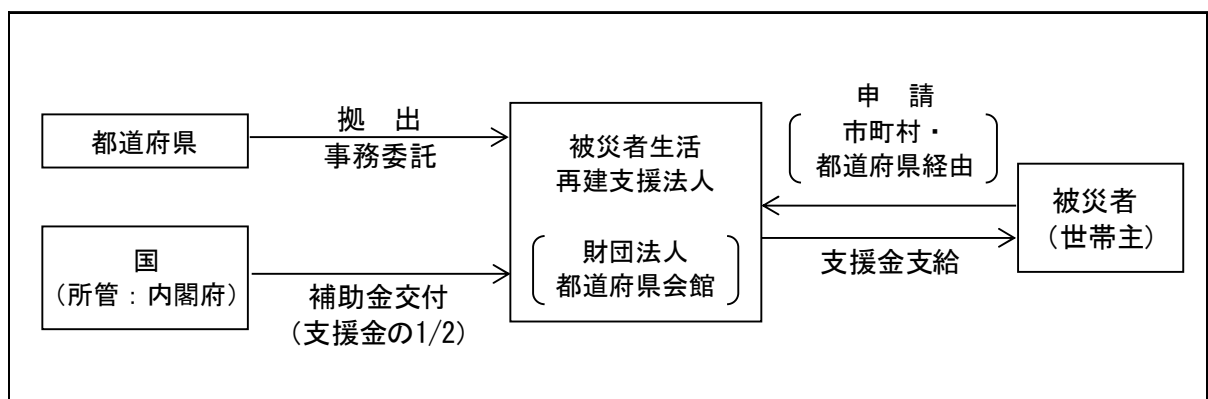 都道府県
拠　出
事務委託
国
（所管：内閣府）
補助金交付
（支援金の1/2）
被災者生活
再建支援法人
財団法人
都道府県会館
申　請
市町村・
都道府県経由
支援金支給
被災者
（世帯主）